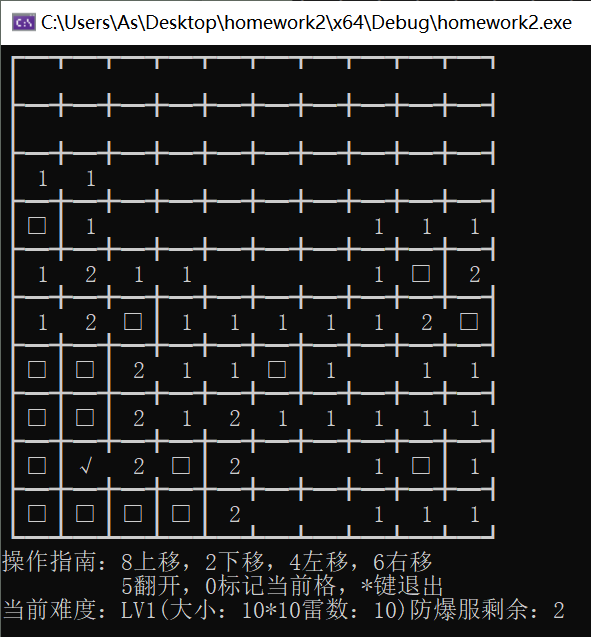 C:\Users\As\Desktop\homework2\x64\Debug\homework2.exe
1 1
□ 1 1 1 1
1 2 1 1 1 □ 2
1 2 □ 1 1 1 1 1 2 □
□ □ 2 1 1 □ 1 1 1
□ □ 2 1 2 1 1 1 1 1
□ √ 2 □ 2 1 □ 1
□ □ □ □ 2 1 1 1
操作指南：8上移，2下移，4左移，6右移
5翻开，0标记当前格，*键退出
当前难度：LV1(大小：10*10雷数：10)防爆服剩余：2